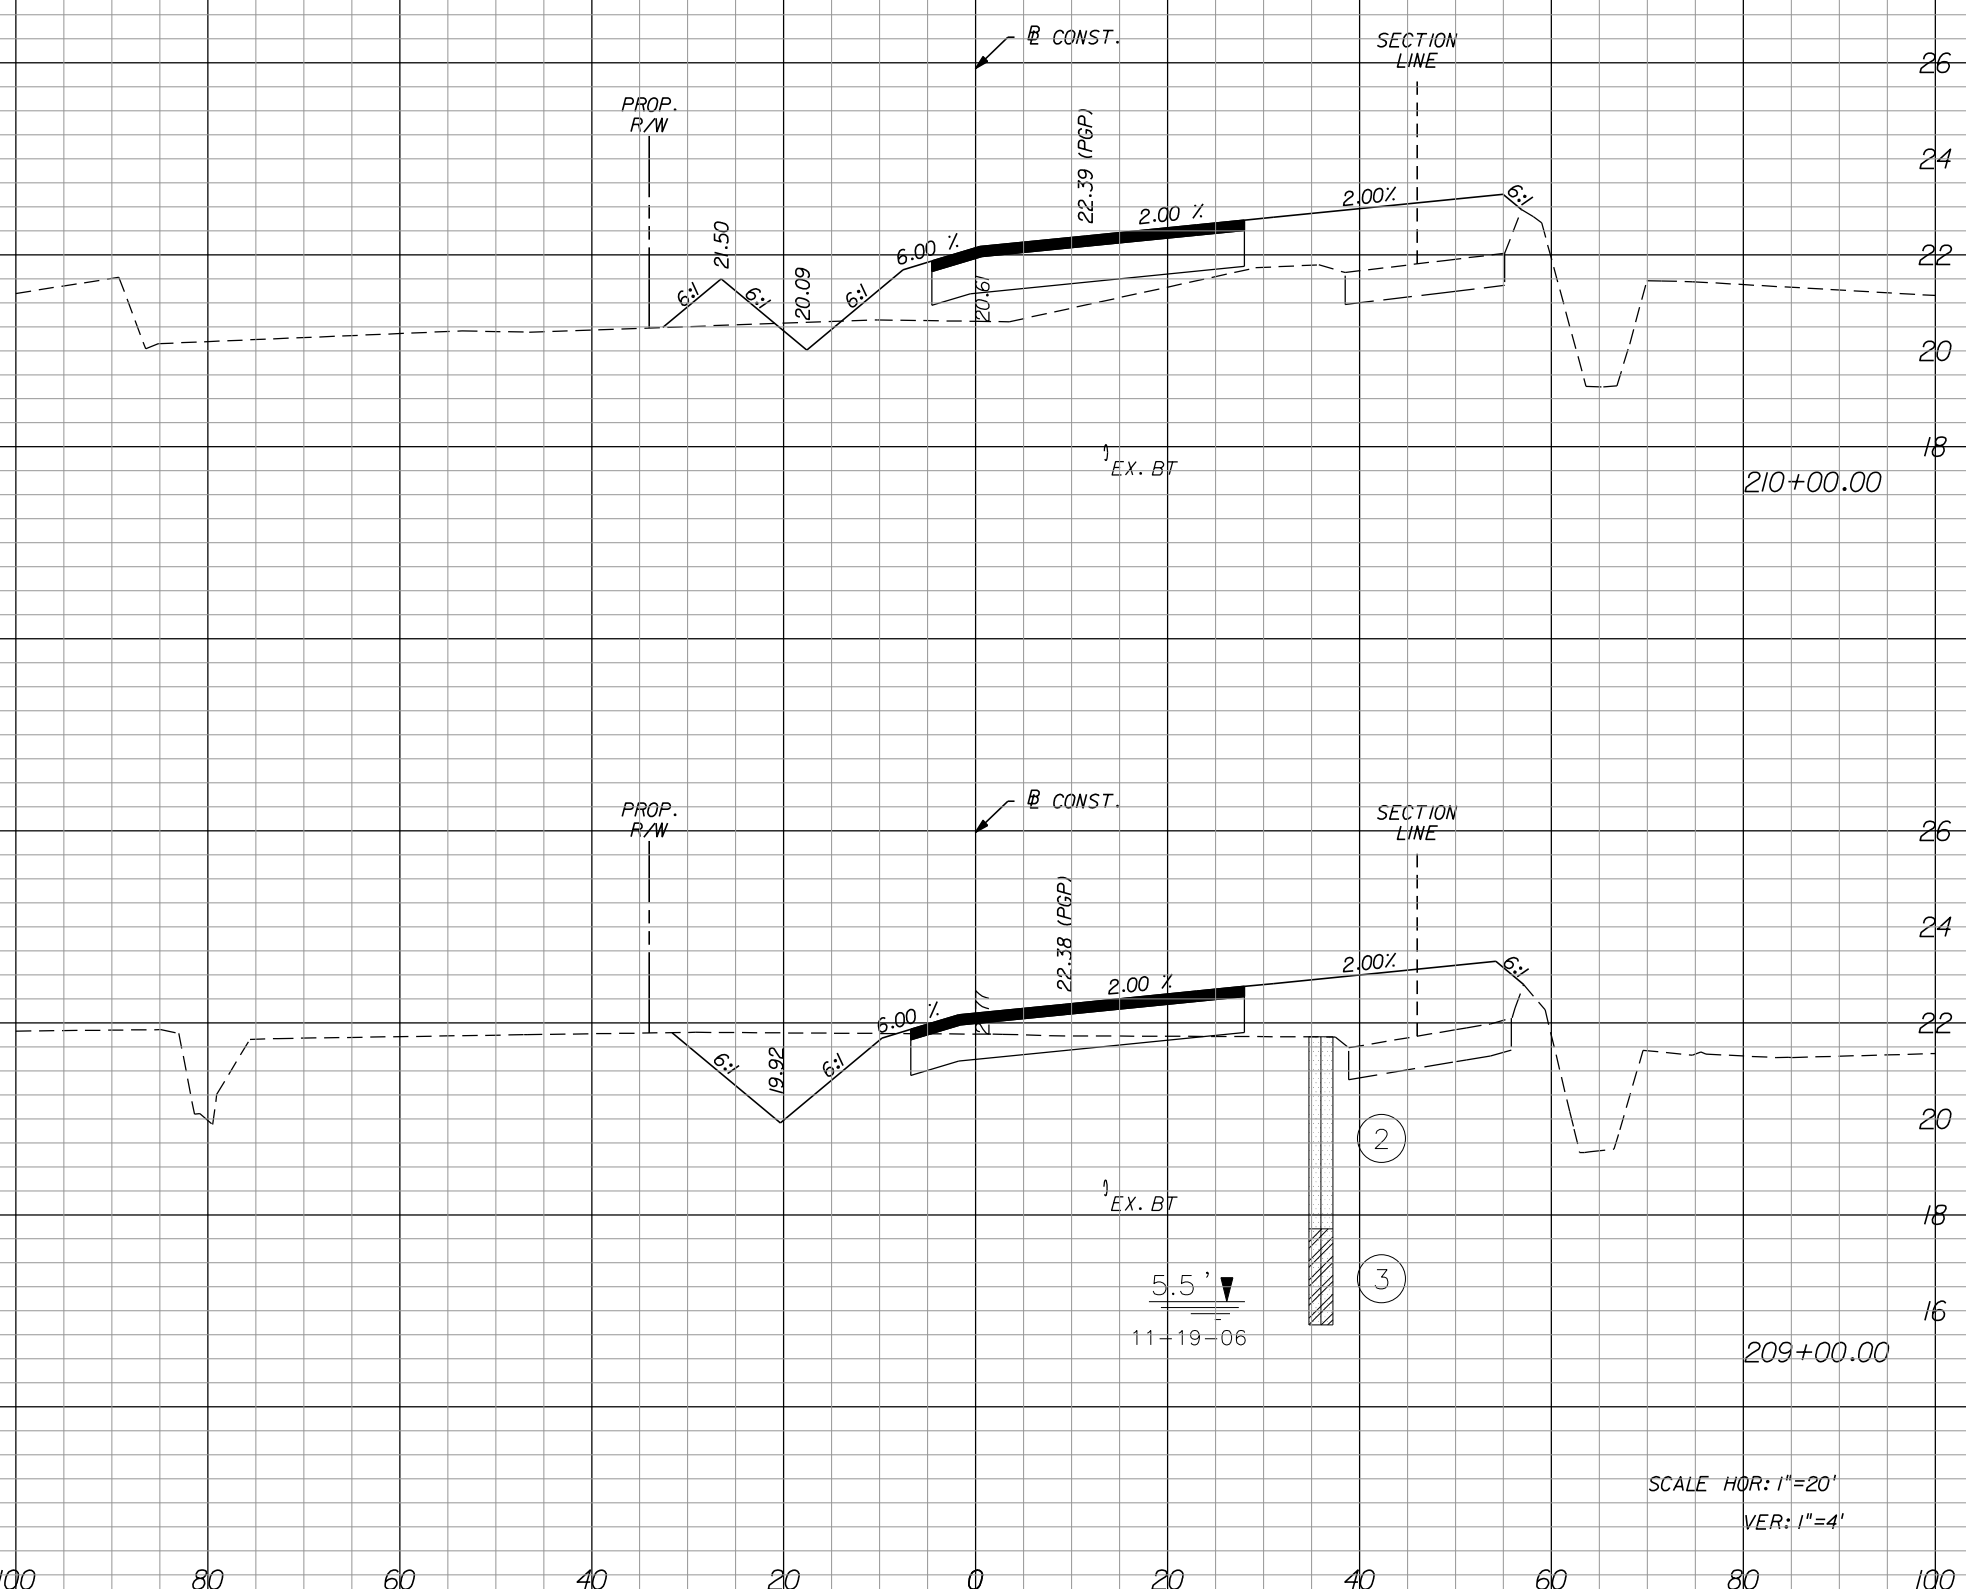 ℄ CONST.
SECTION
LINE
26
PROP.
R/W
24
22.39 (PGP)
2.00 %
2.00%
6:1
21.50
6.00 %
22
6:1
6:1
20.09
6:1
20.61
20
18
EX. BT
210+00.00
PROP.
R/W
℄ CONST.
SECTION
LINE
26
24
22.38 (PGP)
2.00 %
2.00%
6:1
6.00 %
22
6:1
19.92
6:1
20
2
EX. BT
18
5.5'
3
16
11-19-06
209+00.00
SCALE HOR: 1"=20'
VER: 1"=4'
100 80 60 40 20 0 20 40 60 80 100